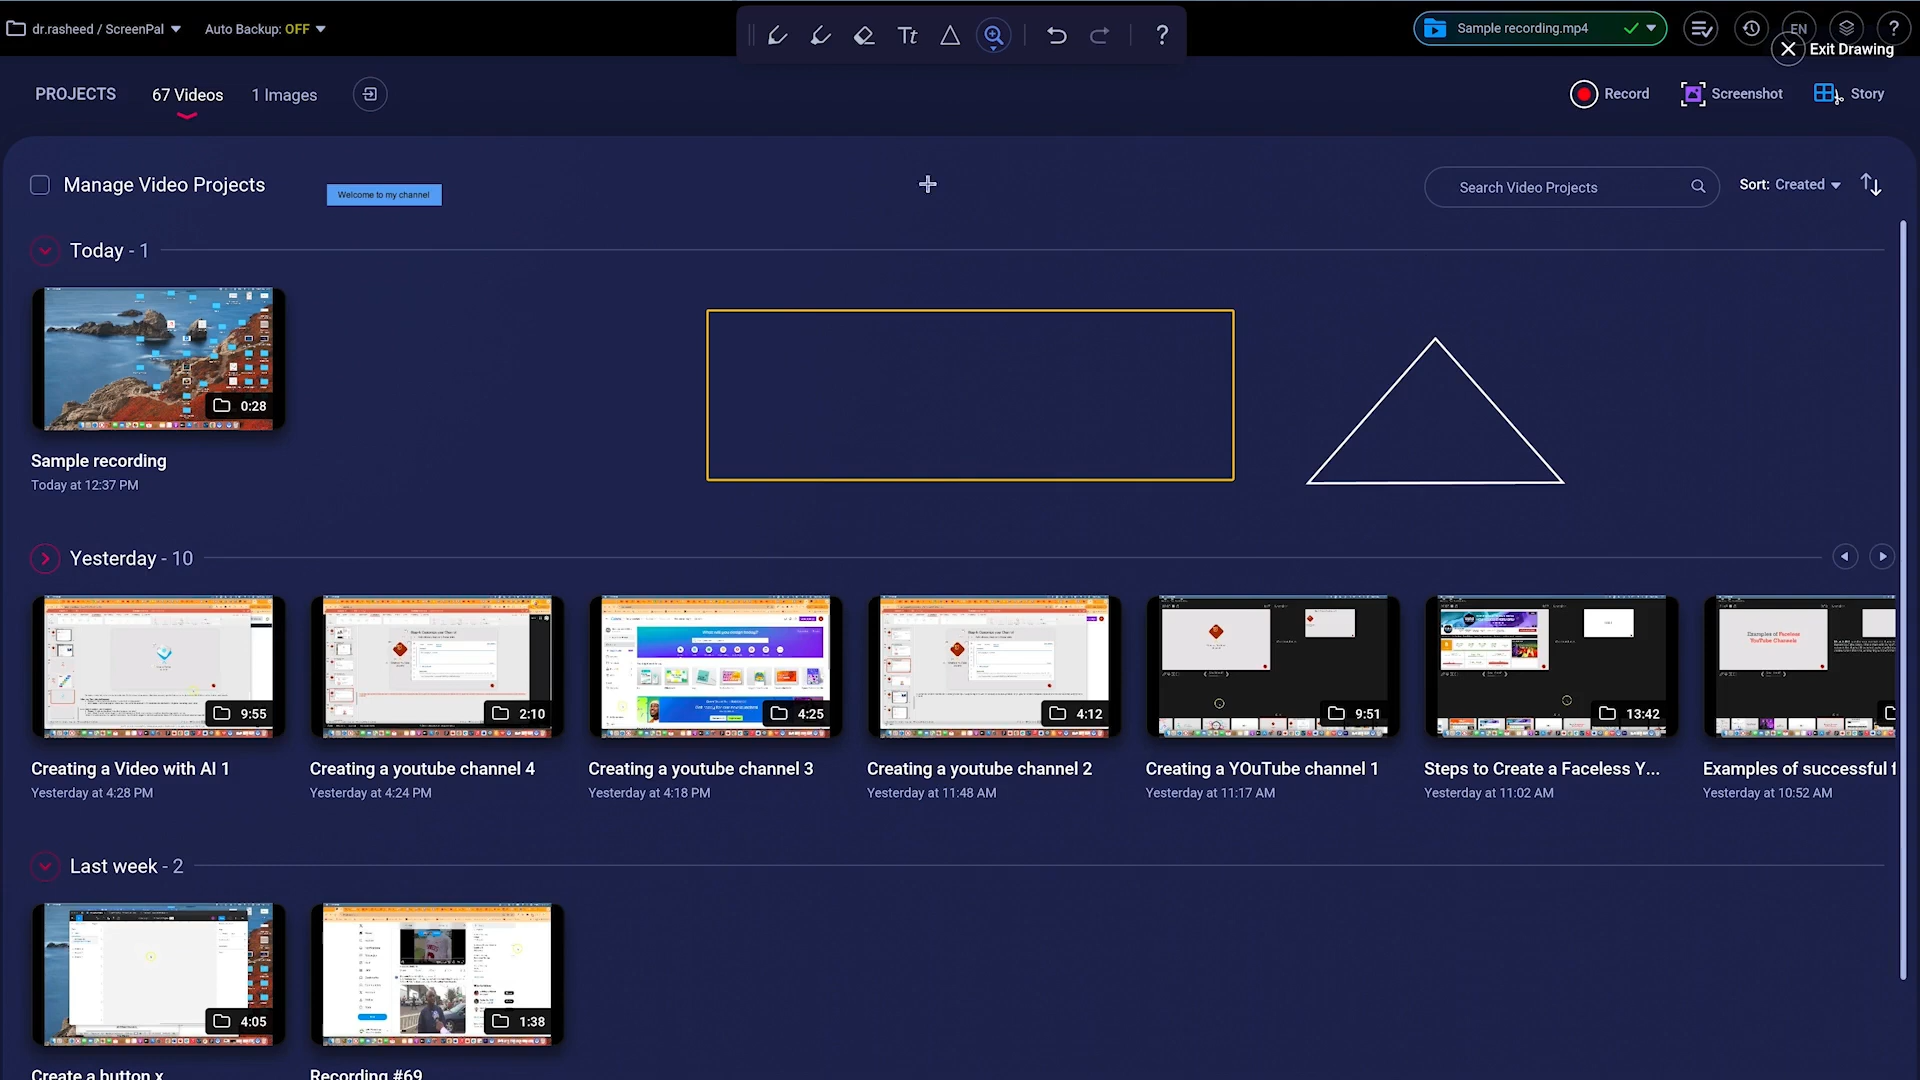 dr.rasheed / ScreenPal
Auto Backup: OFF
Tt
?
Sample recording.mp4
EN
?
Exit Drawing
PROJECTS
67 Videos
1 Images
Record
Screenshot
Story
Manage Video Projects
Welcome to my channel
Search Video Projects
Sort: Created
Today - 1
0:28
Sample recording
Today at 12:37 PM
Yesterday - 10
9:55
2:10
4:25
4:12
9:51
13:42
Examples of Faceless
YouTube Channels
Creating a Video with AI 1
Creating a youtube channel 4
Creating a youtube channel 3
Creating a youtube channel 2
Creating a YOuTube channel 1
Steps to Create a Faceless Y...
Examples of successful f
Yesterday at 4:28 PM
Yesterday at 4:24 PM
Yesterday at 4:18 PM
Yesterday at 11:48 AM
Yesterday at 11:17 AM
Yesterday at 11:02 AM
Yesterday at 10:52 AM
Last week - 2
4:05
1:38
Create a button x
Recording #69